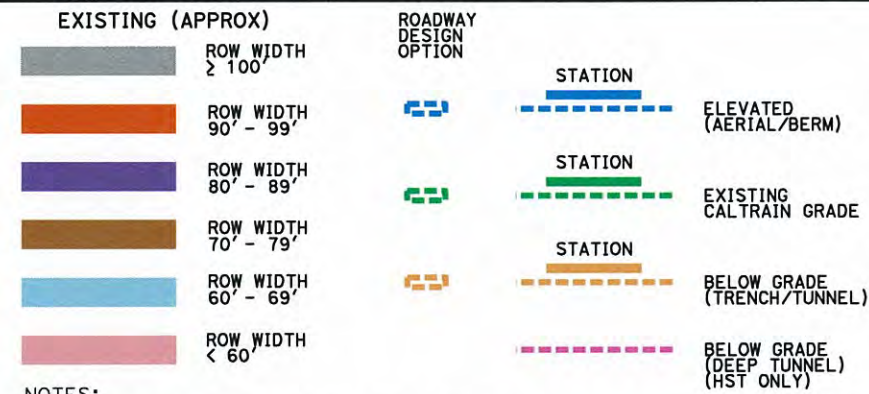 EXISTING (APPROX)
ROW WIDTH
≥ 100'
ROW WIDTH
90' - 99'
ROW WIDTH
80' - 89'
ROW WIDTH
70' - 79'
ROW WIDTH
60' - 69'
ROW WIDTH
< 60'
NOTES:
ROADWAY
DESIGN
OPTION
STATION
ELEVATED
(AERIAL/BERM)
STATION
EXISTING
CALTRAIN GRADE
STATION
BELOW GRADE
(TRENCH/TUNNEL)
BELOW GRADE
(DEEP TUNNEL)
(HST ONLY)